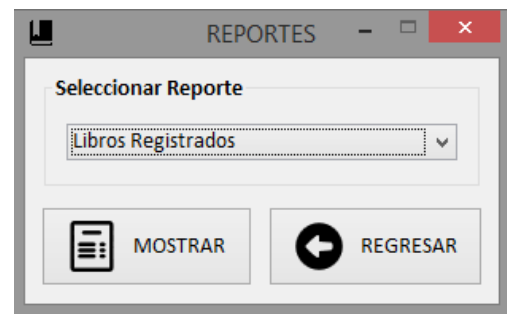 REPORTES
Seleccionar Reporte
Libros Registrados
MOSTRAR
REGRESAR